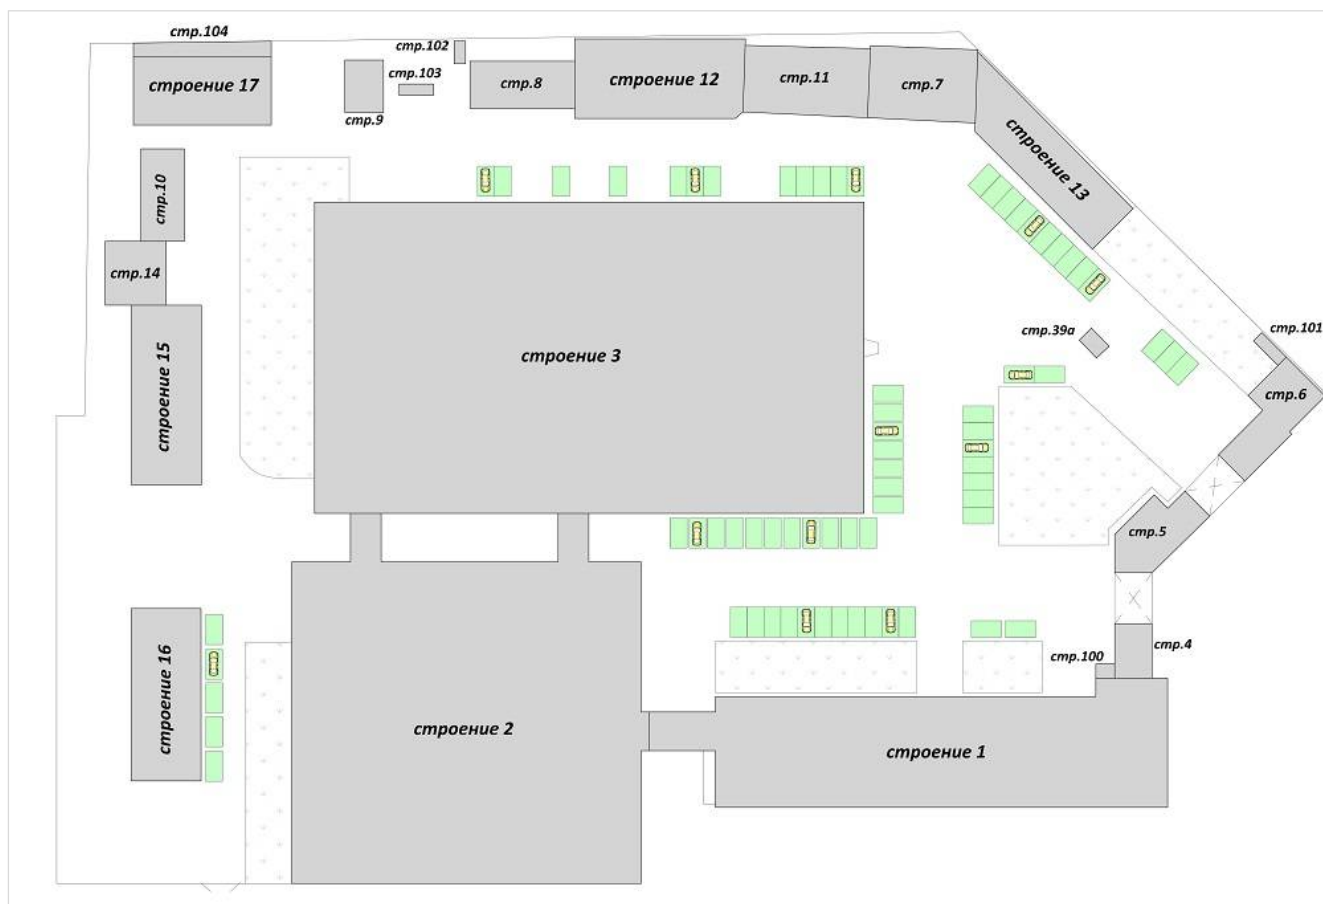 стр.104
строение 17
стр.9
стр.103
стр.102
стр.8
строение 12
стр.11
стр.7
строение 13
стр.10
стр.14
строение 15
строение 3
стр.39а
стр.101
стр.6
стр.5
строение 16
строение 2
стр.100
стр.4
строение 1